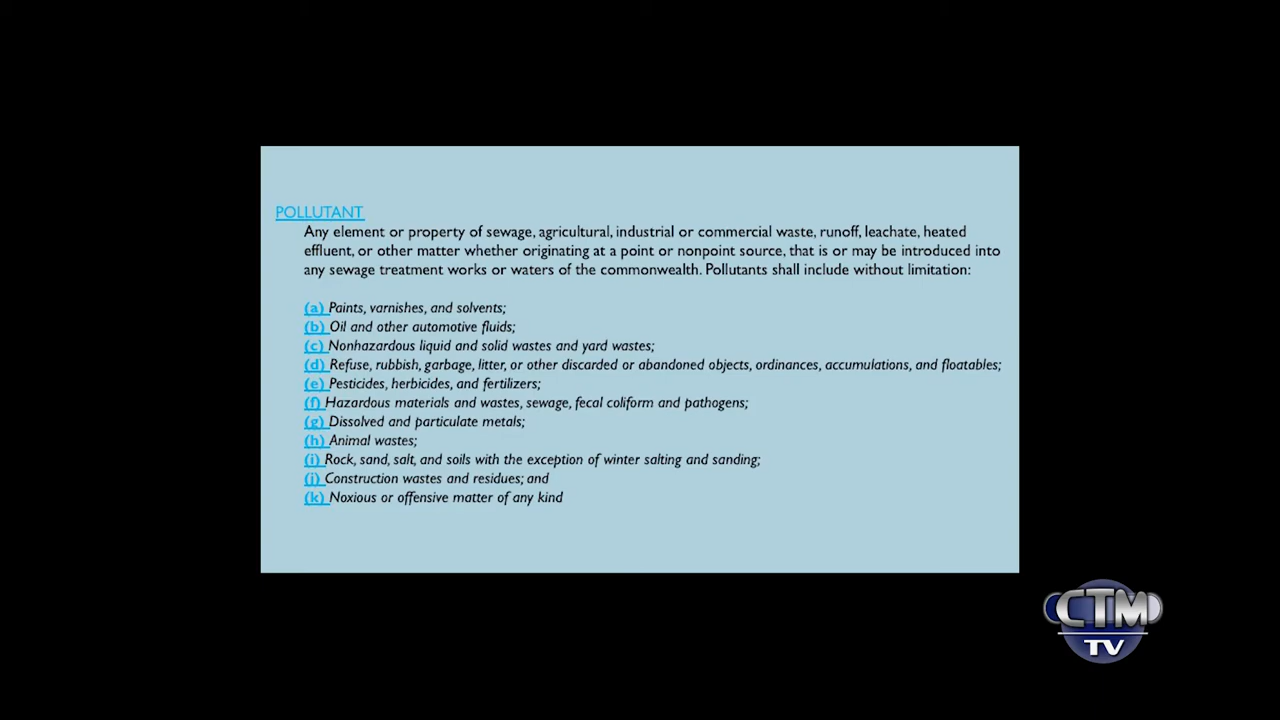 POLLUTANT
Any element or property of sewage, agricultural, industrial or commercial waste, runoff, leachate, heated
effluent, or other matter whether originating at a point or nonpoint source, that is or may be introduced into
any sewage treatment works or waters of the commonwealth. Pollutants shall include without limitation:
(a) Paints, varnishes, and solvents;
(b) Oil and other automotive fluids;
(c) Nonhazardous liquid and solid wastes and yard wastes;
(d) Refuse, rubbish, garbage, litter, or other discarded or abandoned objects, ordinances, accumulations, and floatables;
(e) Pesticides, herbicides, and fertilizers;
(f) Hazardous materials and wastes, sewage, fecal coliform and pathogens;
(g) Dissolved and particulate metals;
(h) Animal wastes;
(i) Rock, sand, salt, and soils with the exception of winter salting and sanding;
(j) Construction wastes and residues; and
(k) Noxious or offensive matter of any kind
CTM
TV